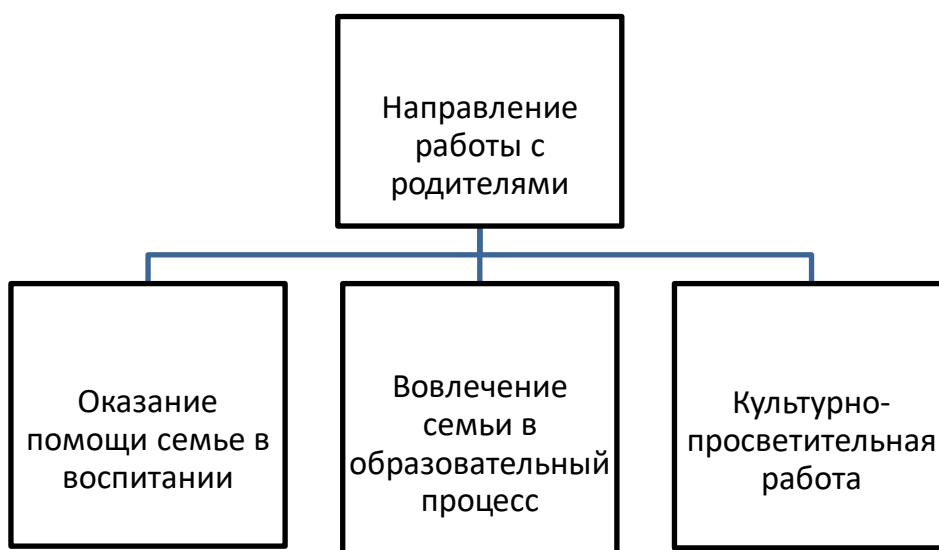 Направление
работы с
родителями
Оказание
помощи семье в
воспитании
Вовлечение
семьи в
образовательный
процесс
Культурно-
просветительная
работа